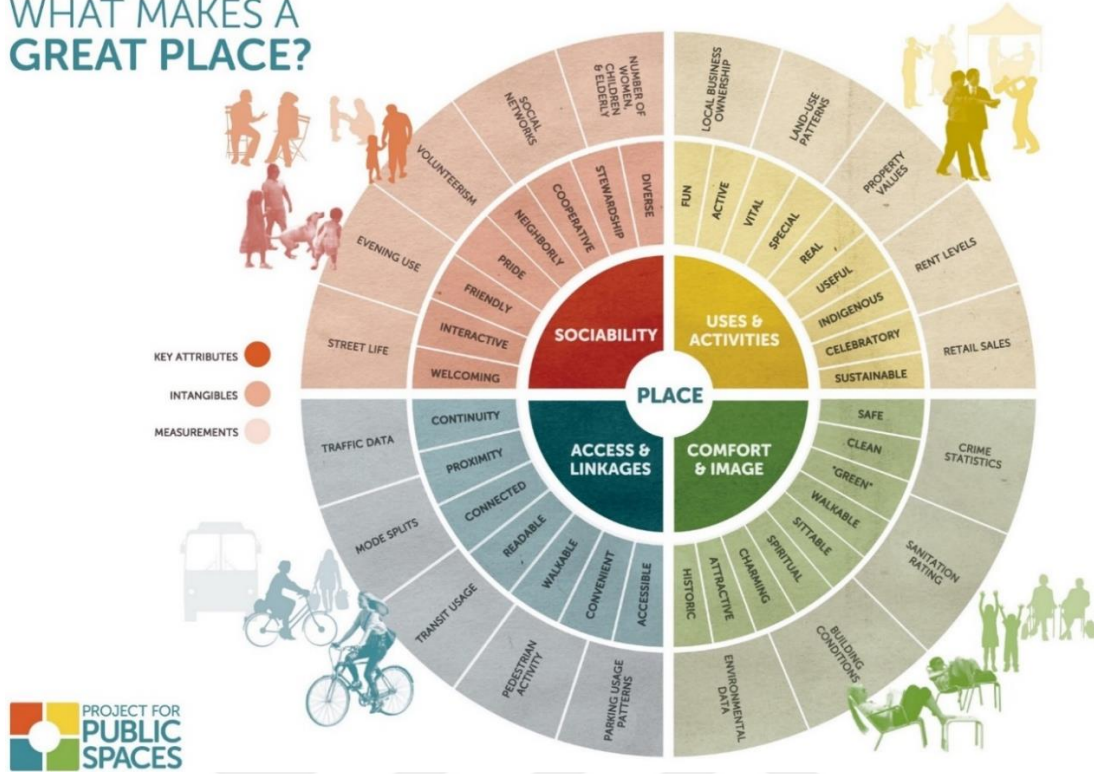 WHAT MAKES A
GREAT PLACE?
KEY ATTRIBUTES
INTANGIBLES
MEASUREMENTS
PLACE
SOCIABILITY
DIVERSE
STEWARDSHIP
COOPERATIVE
NEIGHBORLY
PRIDE
FRIENDLY
INTERACTIVE
WELCOMING
NUMBER OF
WOMEN,
CHILDREN
& ELDERLY
SOCIAL
NETWORKS
VOLUNTEERISM
EVENING USE
STREET LIFE
USES &
ACTIVITIES
FUN
ACTIVE
VITAL
SPECIAL
REAL
USEFUL
INDIGENOUS
CELEBRATORY
SUSTAINABLE
LOCAL BUSINESS
OWNERSHIP
LAND-USE
PATTERNS
PROPERTY
VALUES
RENT LEVELS
RETAIL SALES
ACCESS &
LINKAGES
CONTINUITY
PROXIMITY
CONNECTED
READABLE
WALKABLE
CONVENIENT
ACCESSIBLE
TRAFFIC DATA
MODE SPLITS
TRANSIT USAGE
PEDESTRIAN
ACTIVITY
PARKING USAGE
PATTERNS
COMFORT
& IMAGE
SAFE
CLEAN
"GREEN"
WALKABLE
SITTABLE
SPIRITUAL
CHARMING
ATTRACTIVE
HISTORIC
CRIME
STATISTICS
SANITATION
RATING
BUILDING
CONDITIONS
ENVIRONMENTAL
DATA
PROJECT FOR
PUBLIC
SPACES